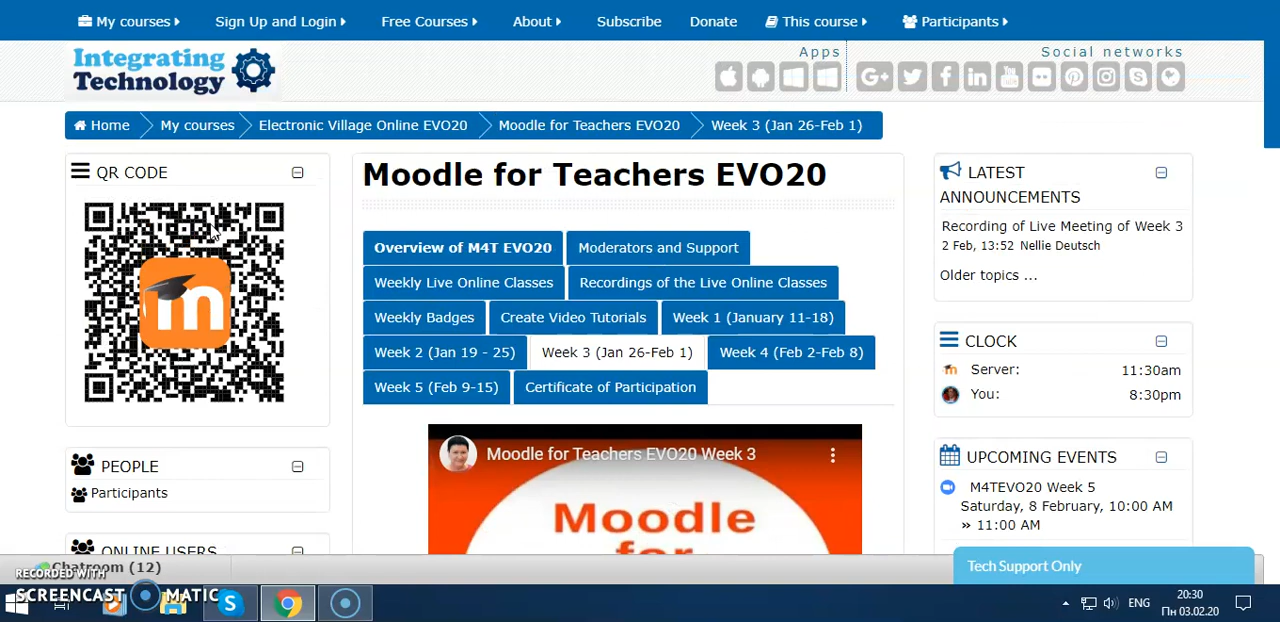 My courses
Sign Up and Login
Free Courses
About
Subscribe
Donate
This course
Participants
Integrating
Technology
Apps
Social networks
Home
My courses
Electronic Village Online EVO20
Moodle for Teachers EVO20
Week 3 (Jan 26-Feb 1)
QR CODE
PEOPLE
Participants
ONLINE USERS
Moodle for Teachers EVO20
Overview of M4T EVO20
Moderators and Support
Weekly Live Online Classes
Recordings of the Live Online Classes
Weekly Badges
Create Video Tutorials
Week 1 (January 11-18)
Week 2 (Jan 19 - 25)
Week 3 (Jan 26-Feb 1)
Week 4 (Feb 2-Feb 8)
Week 5 (Feb 9-15)
Certificate of Participation
Moodle for Teachers EVO20 Week 3
Moodle
for
LATEST
ANNOUNCEMENTS
Recording of Live Meeting of Week 3
2 Feb, 13:52 Nellie Deutsch
Older topics ...
CLOCK
Server: 11:30am
You: 8:30pm
UPCOMING EVENTS
M4TEVO20 Week 5
Saturday, 8 February, 10:00 AM
» 11:00 AM
Tech Support Only
Chatroom (12)
RECORDED WITH
SCREENCAST MATIC
ENG
20:30
Пн 03.02.20